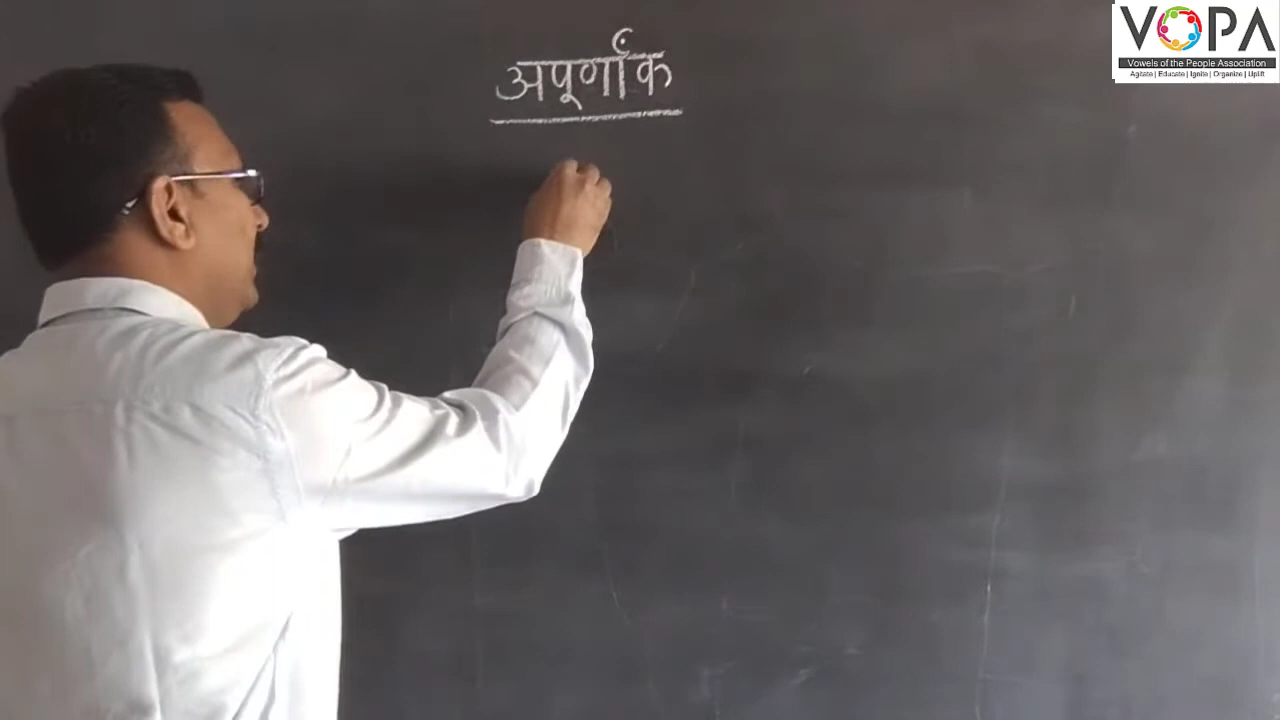 अपूर्णांक
VOPA
Vowels of the People Association
Agitate | Educate | Ignite | Organize | Uplift